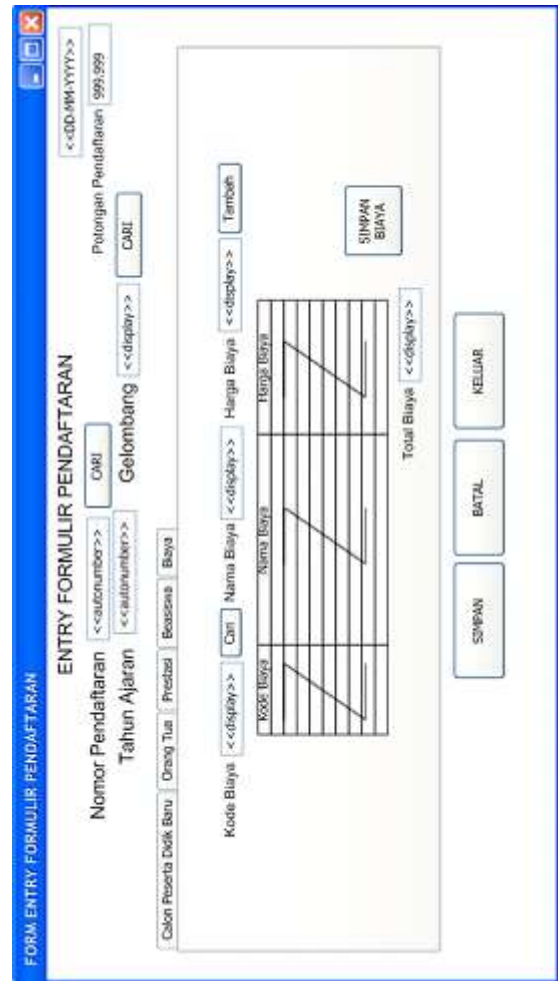 FORM ENTRY FORMULIR PENDAFTARAN
ENTRY FORMULIR PENDAFTARAN
<<DD-MM-YYYY>>
Nomor Pendaftaran <<autonumber>> CARI
Potongan Pendaftaran 999.999
Tahun Ajaran <<autonumber>> Gelombang <<display>> CARI
Calon Peserta Didik Baru Orang Tua Prestasi Beasiswa Biaya
Kode Biaya <<display>> Cari Nama Biaya <<display>> Harga Biaya <<display>> Tambah
Kode Biaya Nama Biaya Harga Biaya
SIMPAN
BIAYA
Total Biaya <<display>>
SIMPAN BATAL KELUAR